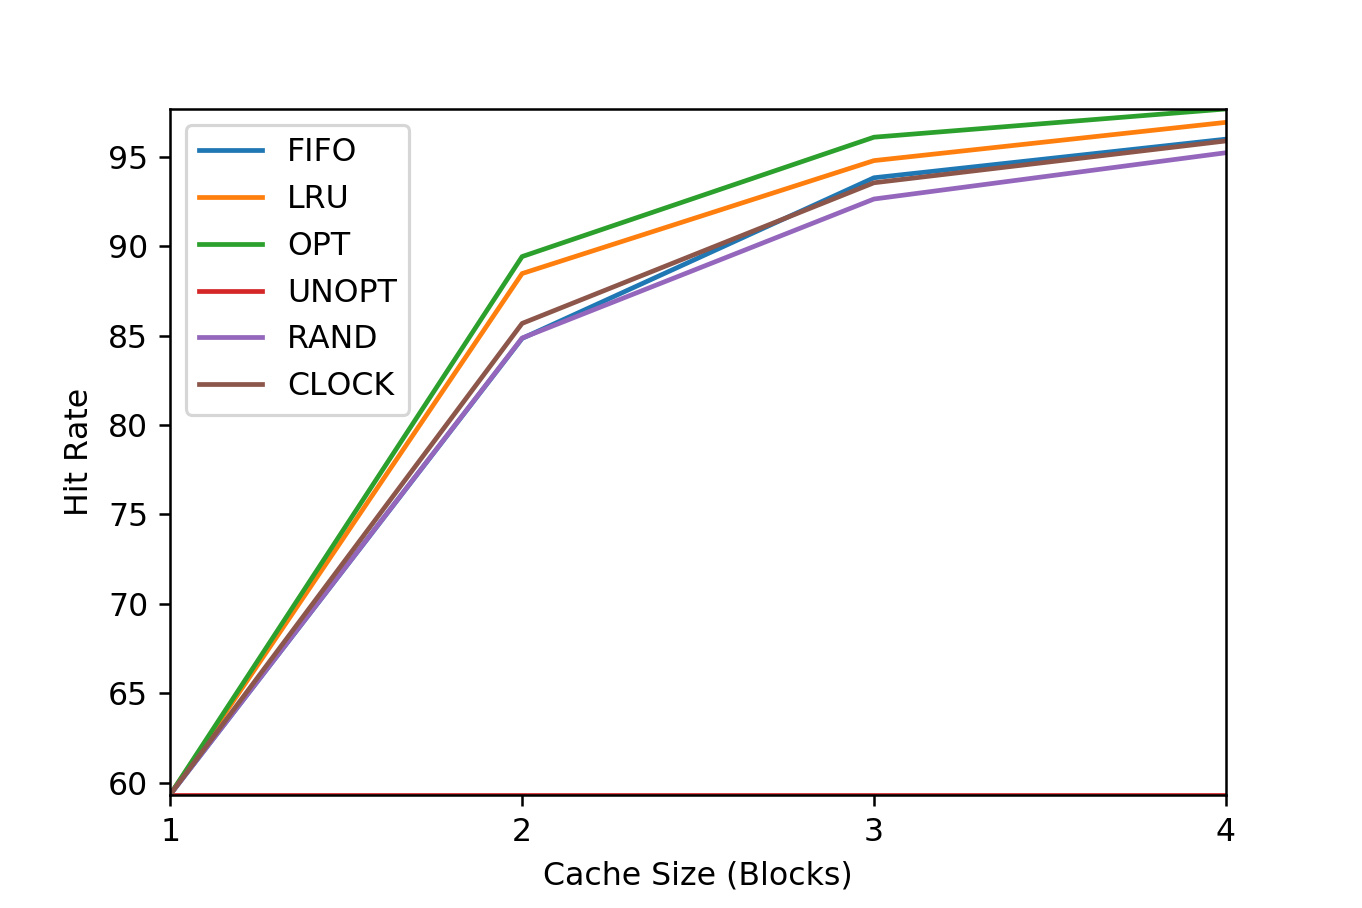 FIFO
LRU
OPT
UNOPT
RAND
CLOCK
95
90
85
80
75
70
65
60
Hit Rate
1 2 3 4
Cache Size (Blocks)